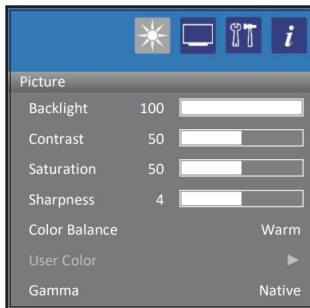 Picture
Backlight 100
Contrast 50
Saturation 50
Sharpness 4
Color Balance Warm
User Color
Gamma Native